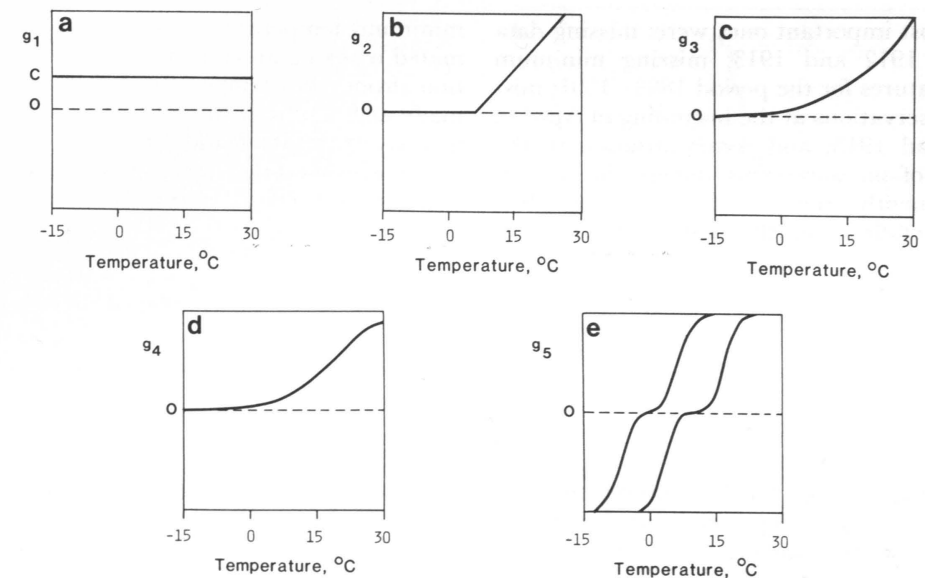 a
g1
C
O
-15 0 15 30
Temperature, °C
b
g2
O
-15 0 15 30
Temperature, °C
c
g3
O
-15 0 15 30
Temperature, °C
d
g4
O
-15 0 15 30
Temperature, °C
e
g5
O
-15 0 15 30
Temperature, °C